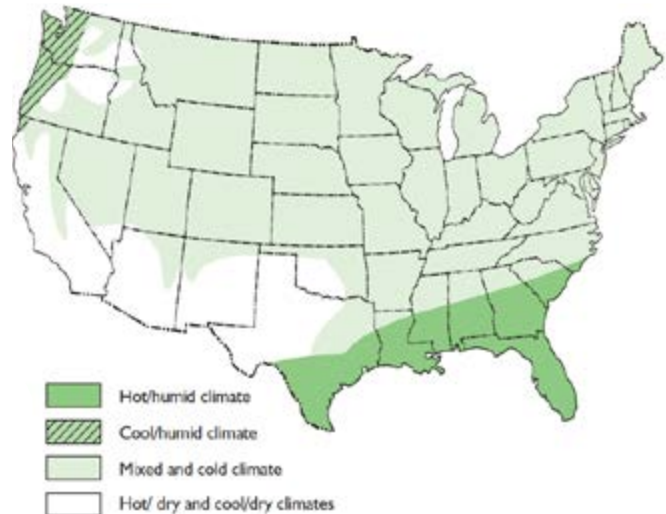 Hot/humid climate
Cool/humid climate
Mixed and cold climate
Hot/ dry and cool/dry climates